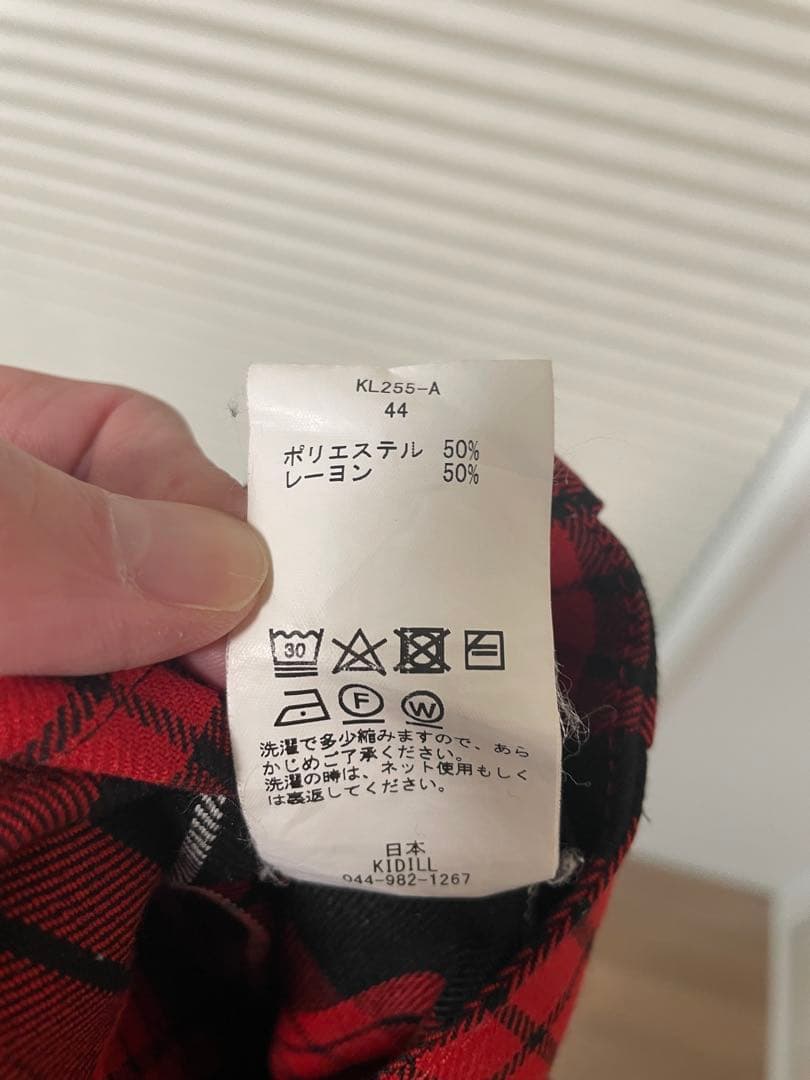 KL255-A
44
ポリエステル 50%
レーヨン 50%
30
F W
洗濯で多少縮みますので、あら
かじめご了承ください。
洗濯の時は、ネット使用もしく
は裏返してください。
日本
KIDILL
044-982-1267